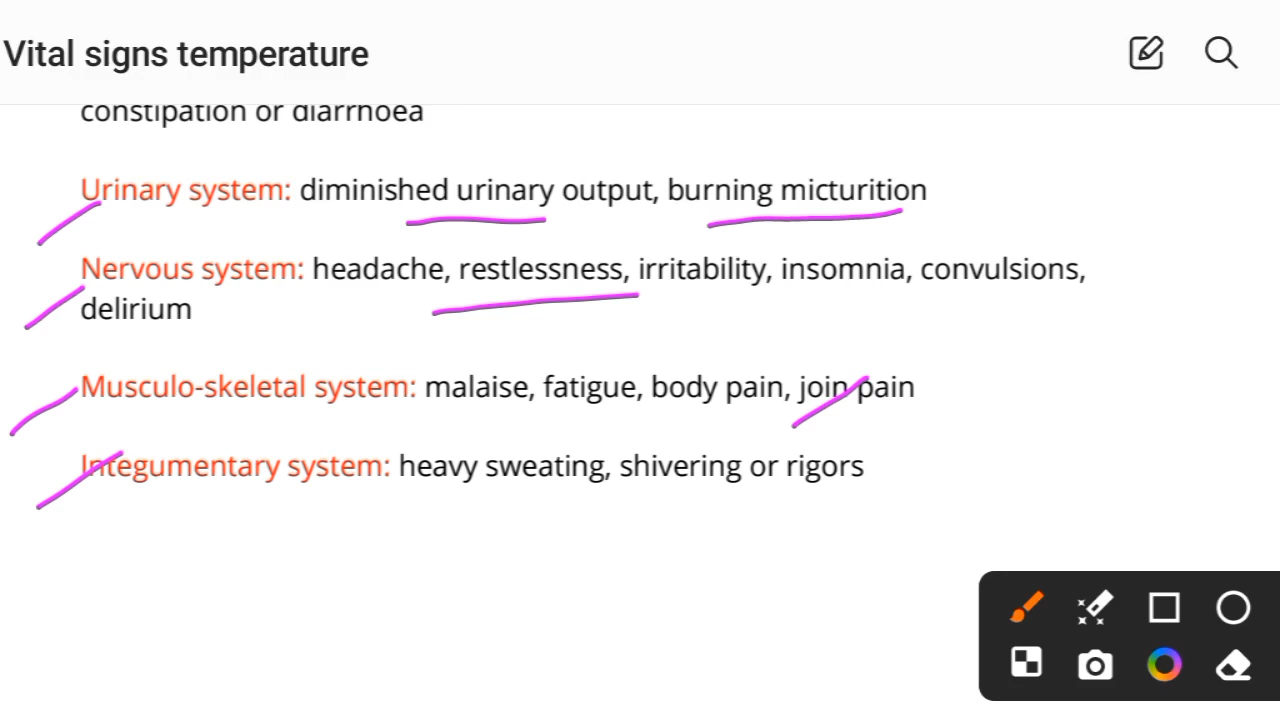 Vital signs temperature
constipation or diarrhoea
Urinary system: diminished urinary output, burning micturition
Nervous system: headache, restlessness, irritability, insomnia, convulsions,
delirium
Musculo-skeletal system: malaise, fatigue, body pain, join pain
Integumentary system: heavy sweating, shivering or rigors